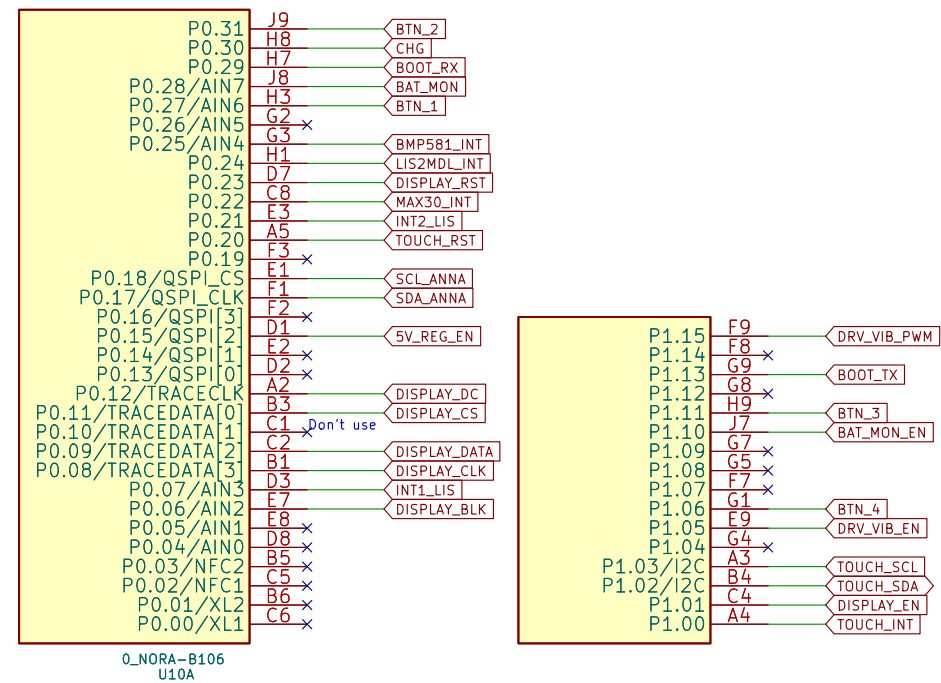 P0.31 J9 BTN_2
P0.30 H8 CHG
P0.29 H7 BOOT_RX
P0.28/AIN7 J8 BAT_MON
P0.27/AIN6 H3 BTN_1
P0.26/AIN5 G2
P0.25/AIN4 G3 BMP581_INT
P0.24 H1 LIS2MDL_INT
P0.23 D7 DISPLAY_RST
P0.22 C8 MAX30_INT
P0.21 E3 INT2_LIS
P0.20 A5 TOUCH_RST
P0.19 F3
P0.18/QSPI_CS E1 SCL_ANNA
P0.17/QSPI_CLK F1 SDA_ANNA
P0.16/QSPI[3] F2
P0.15/QSPI[2] D1 5V_REG_EN
P0.14/QSPI[1] E2
P0.13/QSPI[0] D2
P0.12/TRACECLK A2 DISPLAY_DC
P0.11/TRACEDATA[0] B3 DISPLAY_CS
P0.10/TRACEDATA[1] C1 Don't use
P0.09/TRACEDATA[2] C2 DISPLAY_DATA
P0.08/TRACEDATA[3] B1 DISPLAY_CLK
P0.07/AIN3 D3 INT1_LIS
P0.06/AIN2 E7 DISPLAY_BLK
P0.05/AIN1 E8
P0.04/AIN0 D8
P0.03/NFC2 B5
P0.02/NFC1 C5
P0.01/XL2 B6
P0.00/XL1 C6
0_NORA-B106
U10A
P1.15 F9 DRV_VIB_PWM
P1.14 F8
P1.13 G9 BOOT_TX
P1.12 G8
P1.11 H9 BTN_3
P1.10 J7 BAT_MON_EN
P1.09 G7
P1.08 G5
P1.07 F7
P1.06 G1 BTN_4
P1.05 E9 DRV_VIB_EN
P1.04 G4
P1.03/I2C A3 TOUCH_SCL
P1.02/I2C B4 TOUCH_SDA
P1.01 C4 DISPLAY_EN
P1.00 A4 TOUCH_INT